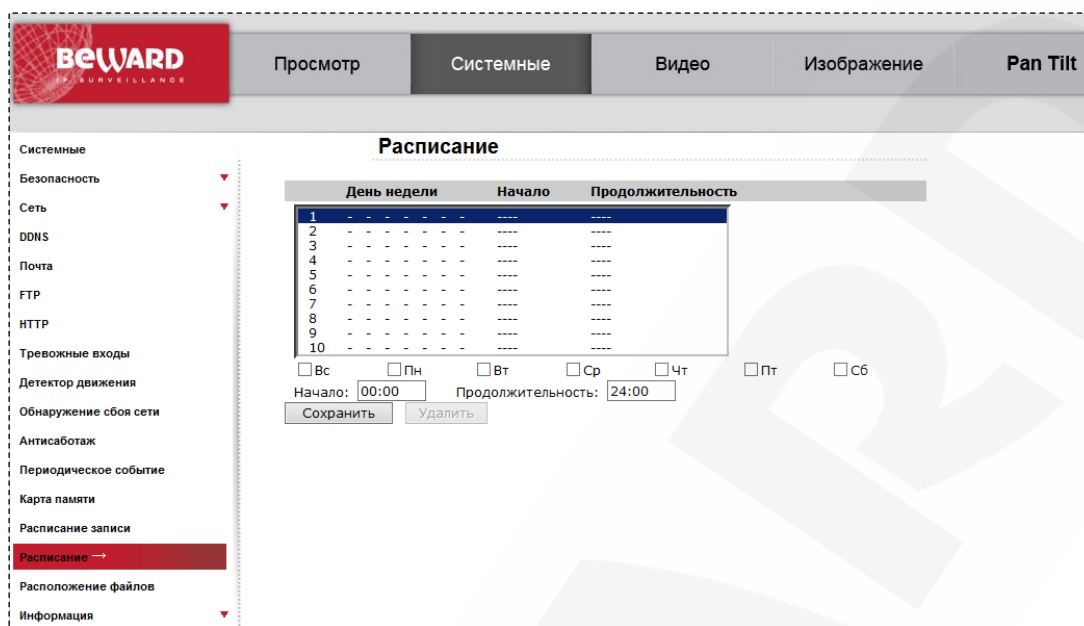 BEWARD
IP SURVEILLANCE
Просмотр Системные Видео Изображение Pan Tilt
Системные
Безопасность
Сеть
DDNS
Почта
FTP
HTTP
Тревожные входы
Детектор движения
Обнаружение сбоя сети
Антисаботаж
Периодическое событие
Карта памяти
Расписание записи
Расписание →
Расположение файлов
Информация
Расписание
День недели Начало Продолжительность
1 - - - - - - - ---- ----
2 - - - - - - - ---- ----
3 - - - - - - - ---- ----
4 - - - - - - - ---- ----
5 - - - - - - - ---- ----
6 - - - - - - - ---- ----
7 - - - - - - - ---- ----
8 - - - - - - - ---- ----
9 - - - - - - - ---- ----
10 - - - - - - - ---- ----
Вс Пн Вт Ср Чт Пт Сб
Начало: 00:00 Продолжительность: 24:00
Сохранить Удалить